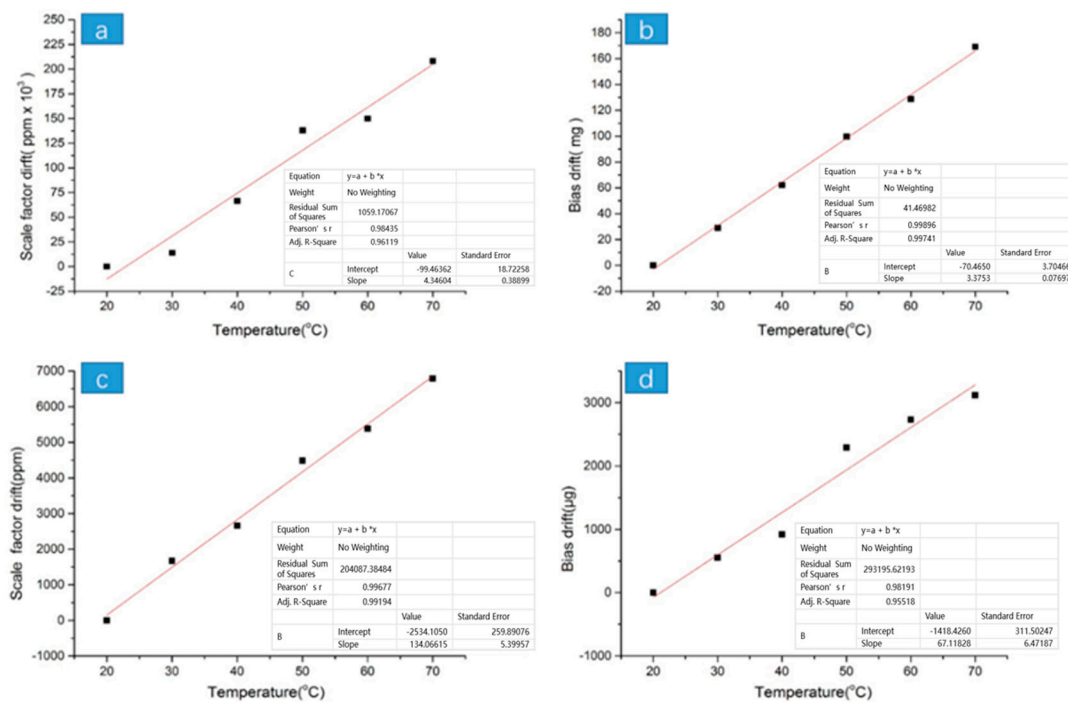 a
Scale factor dirft( ppm x 10³ )
250
225
200
175
150
125
100
75
50
25
0
-25
20 30 40 50 60 70
Temperature(°C)
Equation y=a + b *x
Weight No Weighting
Residual Sum
of Squares 1059.17067
Pearson' s r 0.98435
Adj. R-Square 0.96119
Value Standard Error
C Intercept -99.46362 18.72258
Slope 4.34604 0.38899
b
Bias drift( mg )
180
160
140
120
100
80
60
40
20
0
-20
20 30 40 50 60 70
Temperature(°C)
Equation y=a + b *x
Weight No Weighting
Residual Sum
of Squares 41.46982
Pearson' s r 0.99896
Adj. R-Square 0.99741
Value Standard Error
B Intercept -70.4650 3.70466
Slope 3.3753 0.07697
c
Scale factor drift(ppm)
7000
6000
5000
4000
3000
2000
1000
0
-1000
20 30 40 50 60 70
Temperature(°C)
Equation y=a + b *x
Weight No Weighting
Residual Sum
of Squares 204087.38484
Pearson' s r 0.99677
Adj. R-Square 0.99194
Value Standard Error
B Intercept -2534.1050 259.89076
Slope 134.06615 5.39957
d
Bias drift(μg)
3000
2000
1000
0
-1000
20 30 40 50 60 70
Temperature(°C)
Equation y=a + b *x
Weight No Weighting
Residual Sum
of Squares 293195.62193
Pearson' s r 0.98191
Adj. R-Square 0.95518
Value Standard Error
B Intercept -1418.4260 311.50247
Slope 67.11828 6.47187